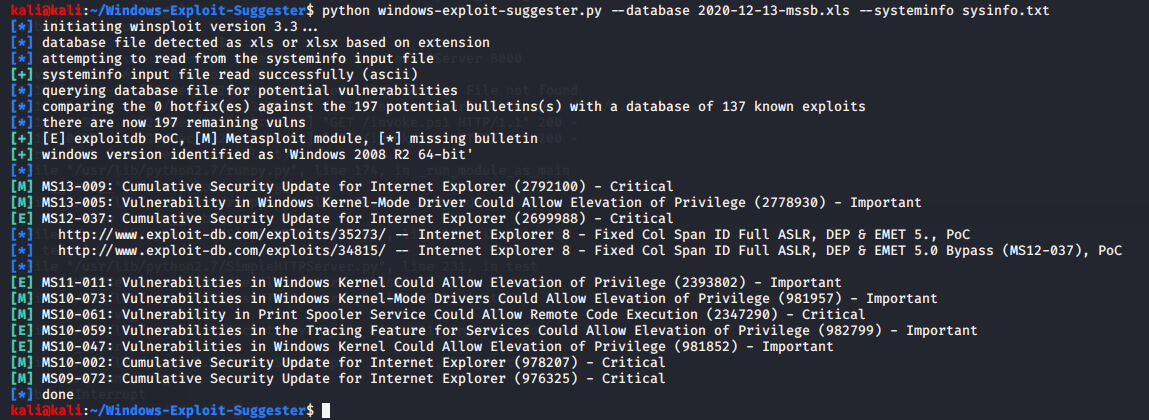 kali@kali:~/Windows-Exploit-Suggester$ python windows-exploit-suggester.py --database 2020-12-13-mssb.xls --systeminfo sysinfo.txt
[*] initiating winsploit version 3.3...
[*] database file detected as xls or xlsx based on extension
[*] attempting to read from the systeminfo input file
[+] systeminfo input file read successfully (ascii)
[*] querying database file for potential vulnerabilities
[*] comparing the 0 hotfix(es) against the 197 potential bulletins(s) with a database of 137 known exploits
[*] there are now 197 remaining vulns
[+] [E] exploitdb PoC, [M] Metasploit module, [*] missing bulletin
[+] windows version identified as 'Windows 2008 R2 64-bit'
[*]
[M] MS13-009: Cumulative Security Update for Internet Explorer (2792100) - Critical
[M] MS13-005: Vulnerability in Windows Kernel-Mode Driver Could Allow Elevation of Privilege (2778930) - Important
[E] MS12-037: Cumulative Security Update for Internet Explorer (2699988) - Critical
[*]   http://www.exploit-db.com/exploits/35273/ -- Internet Explorer 8 - Fixed Col Span ID Full ASLR, DEP & EMET 5., PoC
[*]   http://www.exploit-db.com/exploits/34815/ -- Internet Explorer 8 - Fixed Col Span ID Full ASLR, DEP & EMET 5.0 Bypass (MS12-037), PoC
[*]
[E] MS11-011: Vulnerabilities in Windows Kernel Could Allow Elevation of Privilege (2393802) - Important
[M] MS10-073: Vulnerabilities in Windows Kernel-Mode Drivers Could Allow Elevation of Privilege (981957) - Important
[M] MS10-061: Vulnerability in Print Spooler Service Could Allow Remote Code Execution (2347290) - Critical
[E] MS10-059: Vulnerabilities in the Tracing Feature for Services Could Allow Elevation of Privilege (982799) - Important
[E] MS10-047: Vulnerabilities in Windows Kernel Could Allow Elevation of Privilege (981852) - Important
[M] MS10-002: Cumulative Security Update for Internet Explorer (978207) - Critical
[M] MS09-072: Cumulative Security Update for Internet Explorer (976325) - Critical
[*] done
kali@kali:~/Windows-Exploit-Suggester$